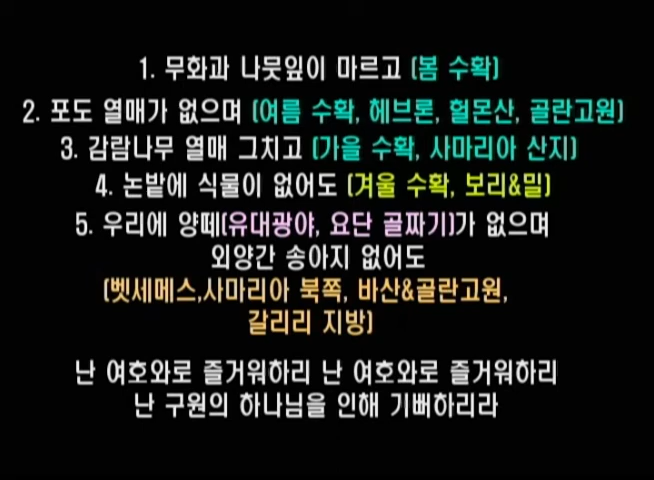 1. 무화과 나뭇잎이 마르고 (봄 수확)
2. 포도 열매가 없으며 (여름 수확, 헤브론, 헐몬산, 골란고원)
3. 감람나무 열매 그치고 (가을 수확, 사마리아 산지)
4. 논밭에 식물이 없어도 (겨울 수확, 보리&밀)
5. 우리에 양떼(유대광야, 요단 골짜기)가 없으며
외양간 송아지 없어도
(벳세메스,사마리아 북쪽, 바산&골란고원,
갈리리 지방)
난 여호와로 즐거워하리 난 여호와로 즐거워하리
난 구원의 하나님을 인해 기뻐하리라